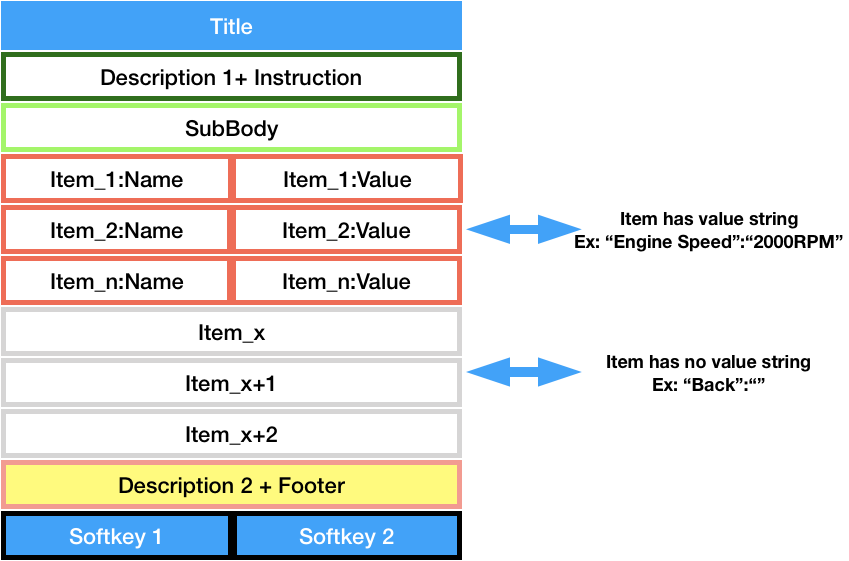 Title
Description 1+ Instruction
SubBody
Item_1:Name Item_1:Value
Item_2:Name Item_2:Value
Item has value string
Ex: “Engine Speed”:“2000RPM”
Item_n:Name Item_n:Value
Item_x
Item has no value string
Ex: “Back”:“”
Item_x+1
Item_x+2
Description 2 + Footer
Softkey 1 Softkey 2